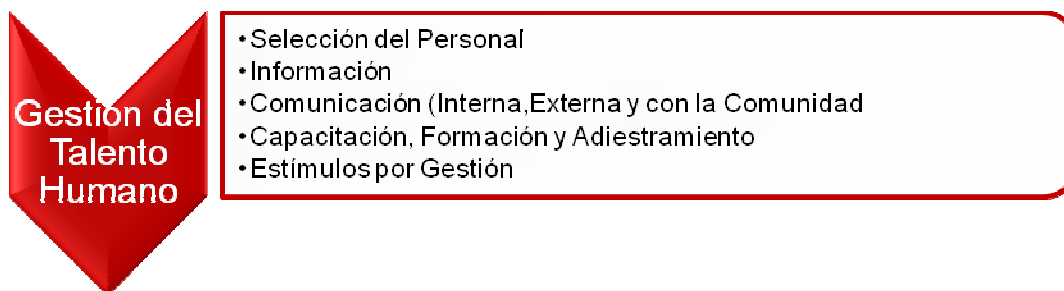 Gestión del
Talento
Humano
•Selección del Personal
•Información
•Comunicación (Interna,Externa y con la Comunidad
•Capacitación, Formación y Adiestramiento
•Estímulos por Gestión